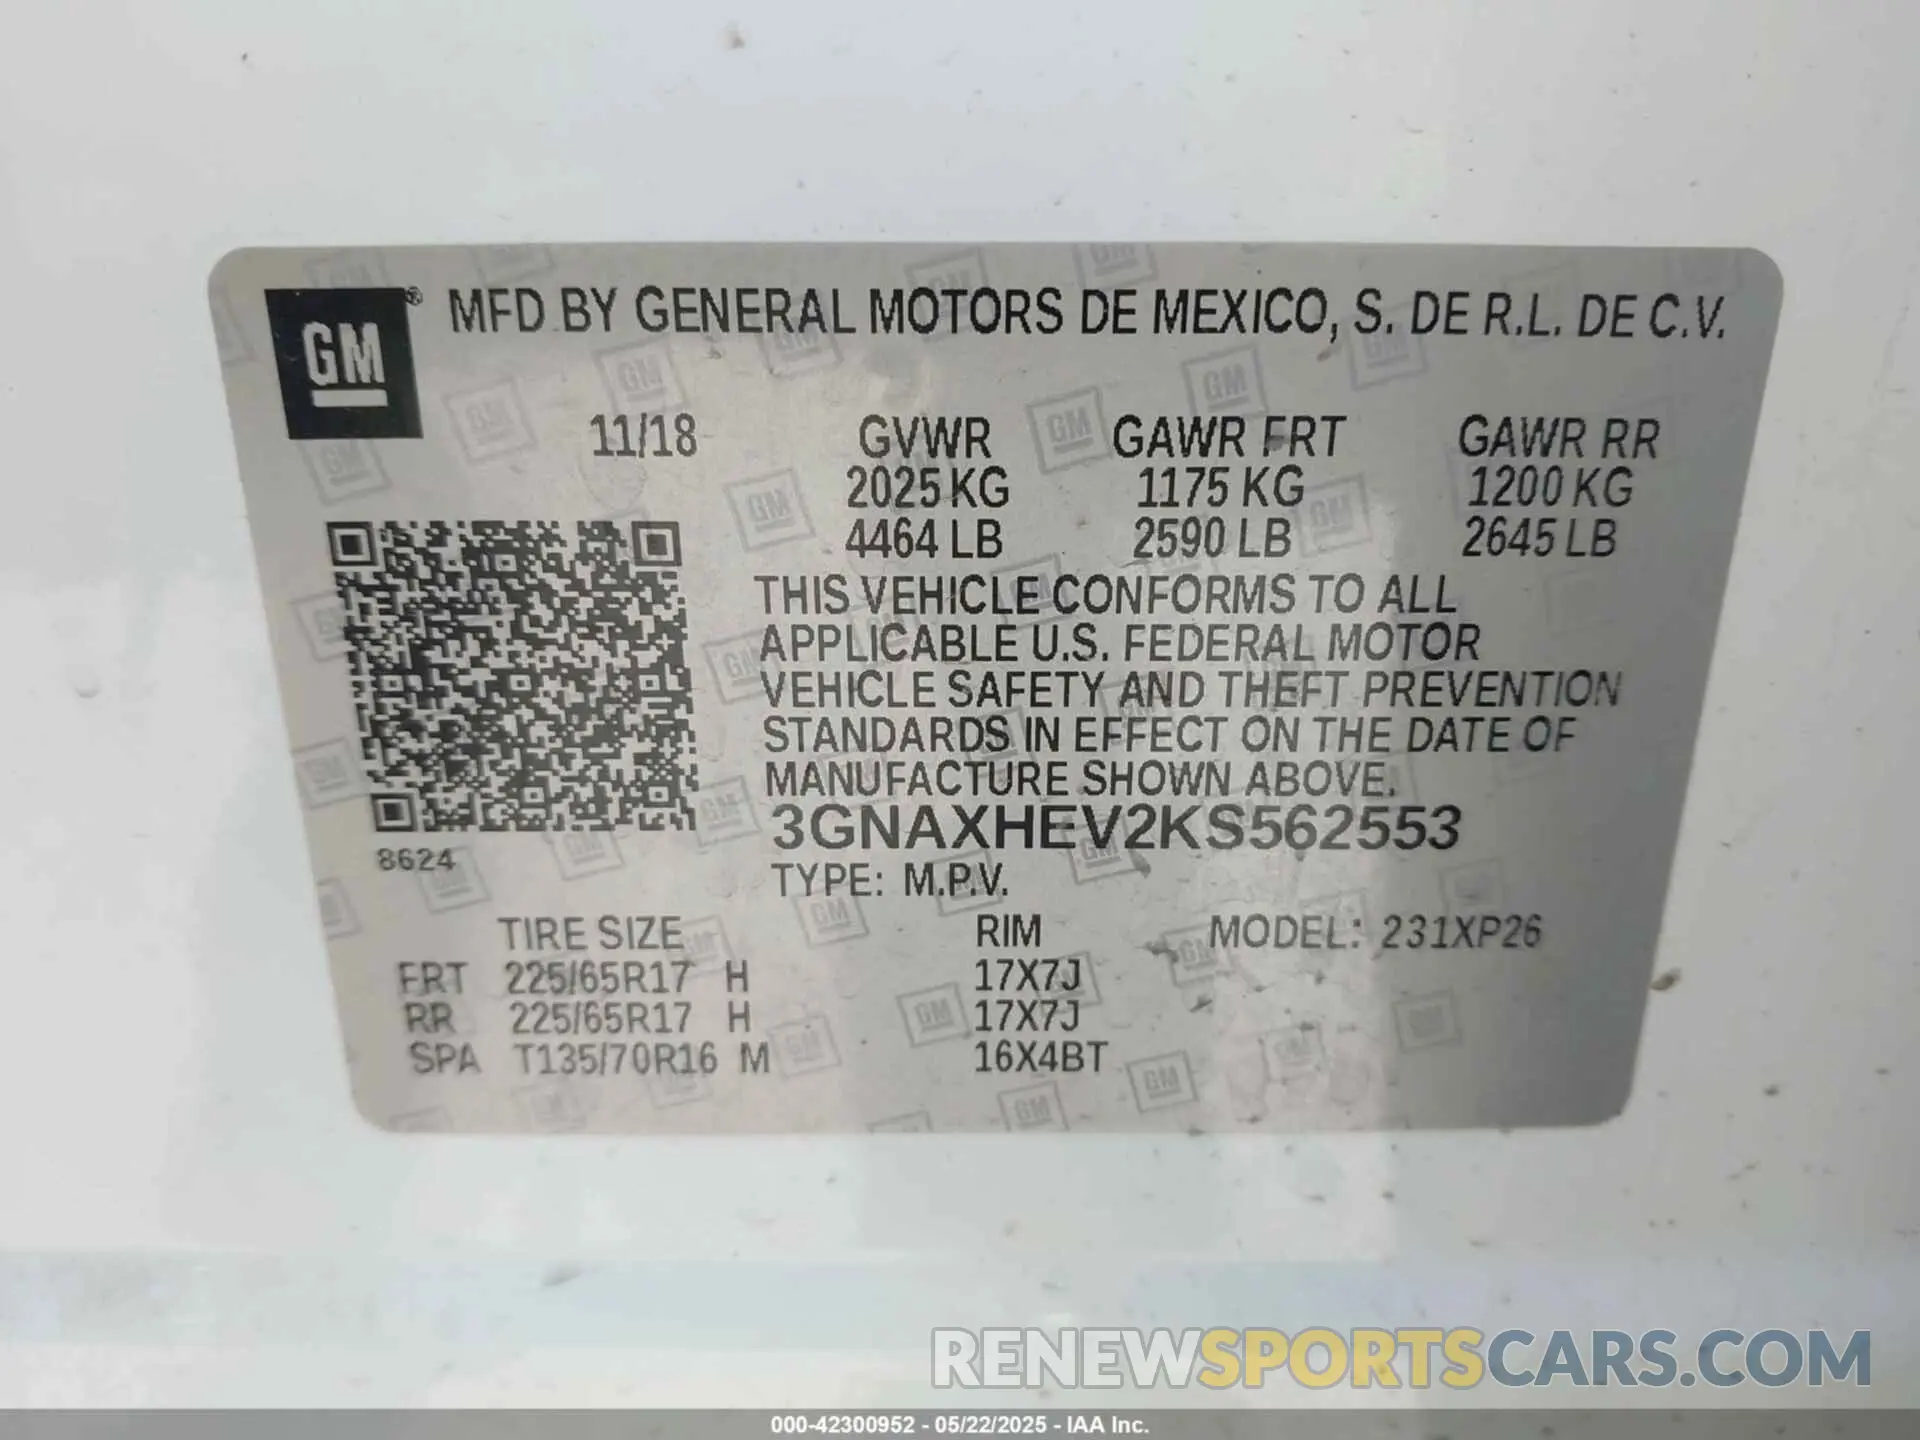 GM ® MFD BY GENERAL MOTORS DE MEXICO, S. DE R.L. DE C.V.
11/18 GVWR GAWR FRT GAWR RR
2025 KG 1175 KG 1200 KG
4464 LB 2590 LB 2645 LB
THIS VEHICLE CONFORMS TO ALL
APPLICABLE U.S. FEDERAL MOTOR
VEHICLE SAFETY AND THEFT PREVENTION
STANDARDS IN EFFECT ON THE DATE OF
MANUFACTURE SHOWN ABOVE.
3GNAXHEV2KS562553
8624
TYPE: M.P.V.
TIRE SIZE RIM MODEL: 231XP26
FRT 225/65R17 H 17X7J
RR 225/65R17 H 17X7J
SPA T135/70R16 M 16X4BT
RENEWSPORTSCARS.COM
000-42300952 - 05/22/2025 - IAA Inc.